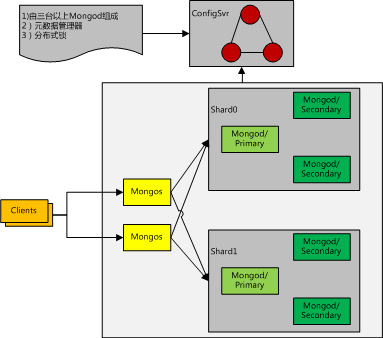 1)由三台以上Mongod组成
2）元数据管理器
3）分布式锁
ConfigSvr
Shard0
Mongod/
Secondary
Mongod/
Primary
Mongod/
Secondary
Clients
Mongos
Mongos
Shard1
Mongod/
Secondary
Mongod/
Primary
Mongod/
Secondary